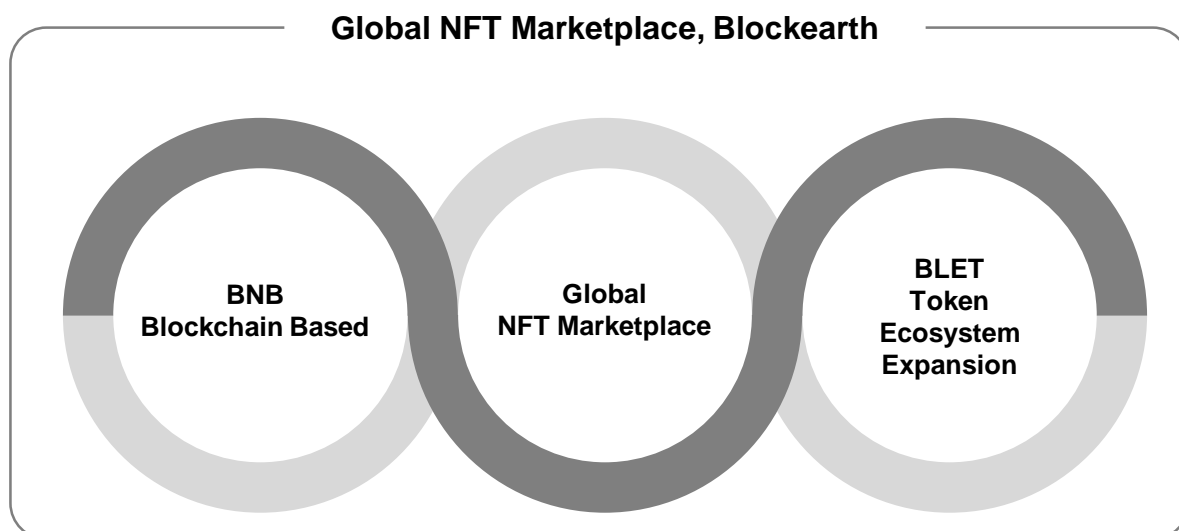 Global NFT Marketplace, Blockearth
BNB
Blockchain Based
Global
NFT Marketplace
BLET
Token
Ecosystem
Expansion